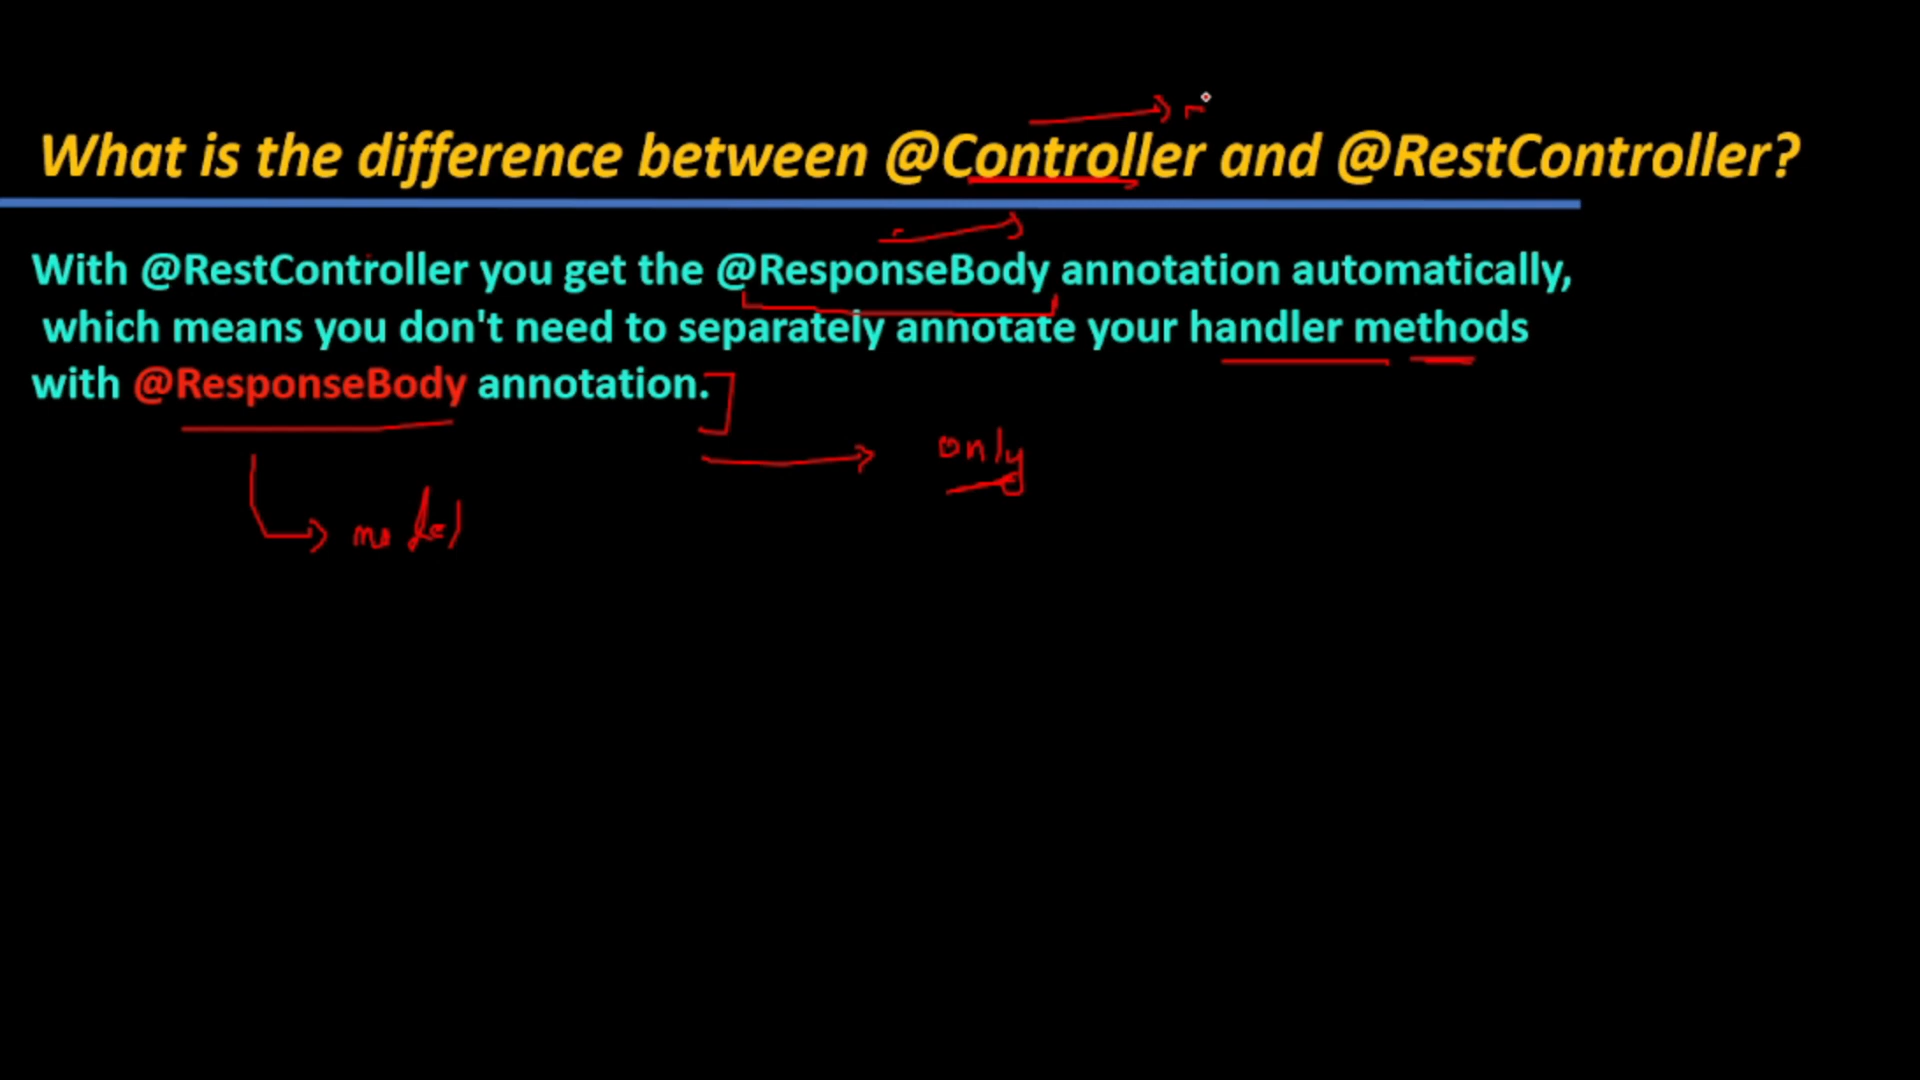 What is the difference between @Controller and @RestController?
With @RestController you get the @ResponseBody annotation automatically,
which means you don't need to separately annotate your handler methods
with @ResponseBody annotation.
only
model